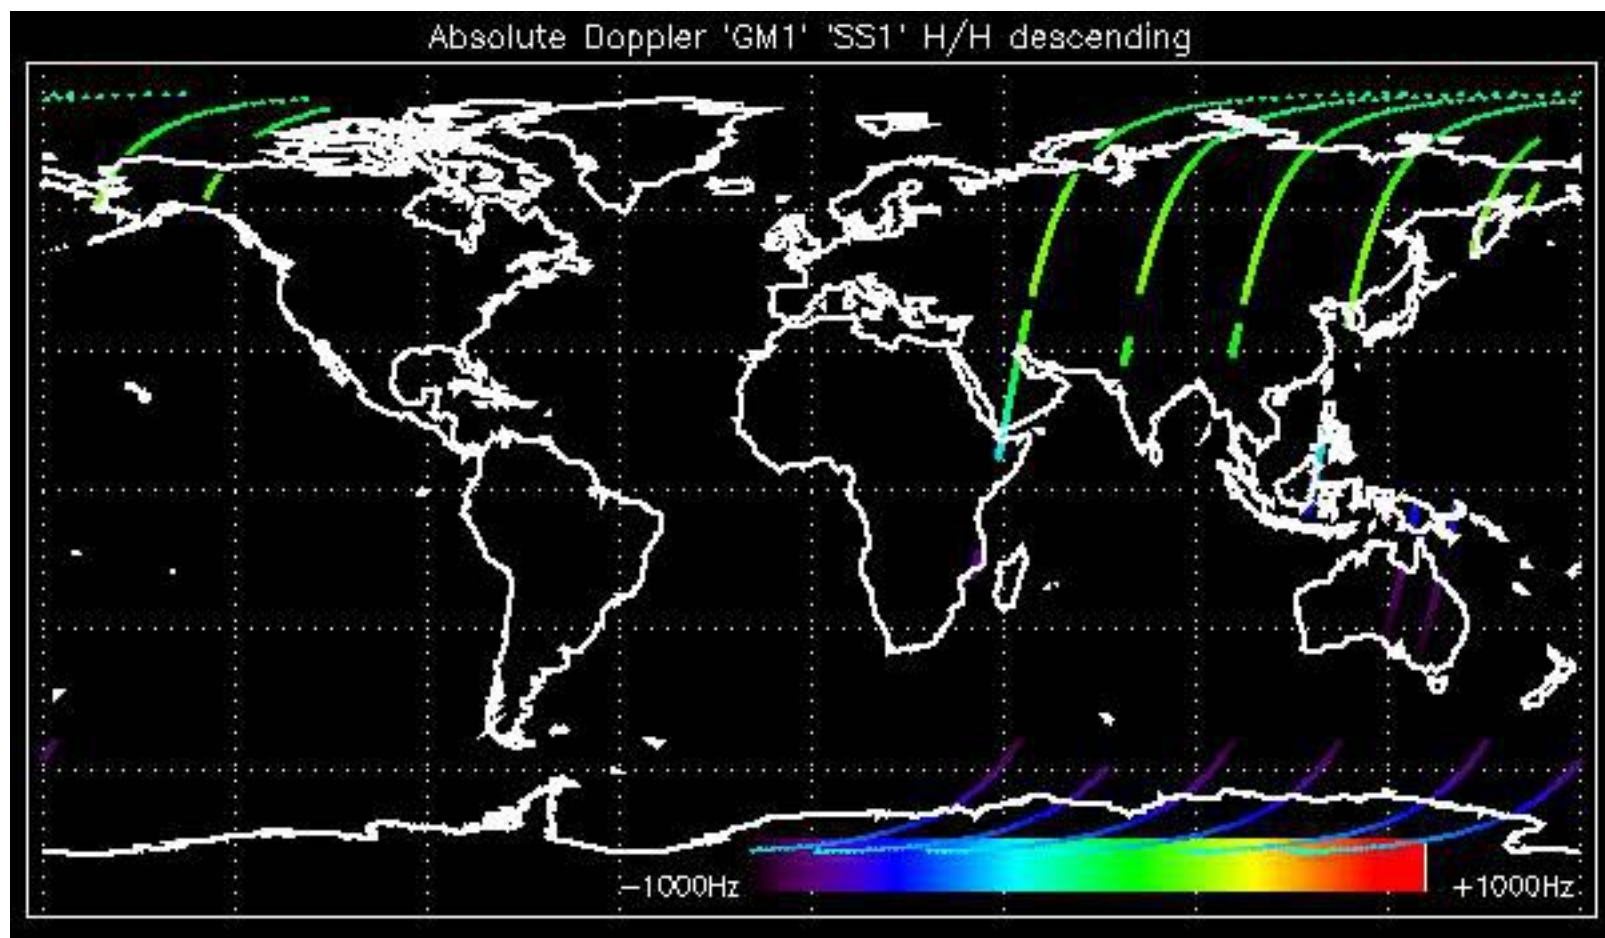 Absolute Doppler 'GM1' 'SS1' H/H descending
-1000Hz +1000Hz